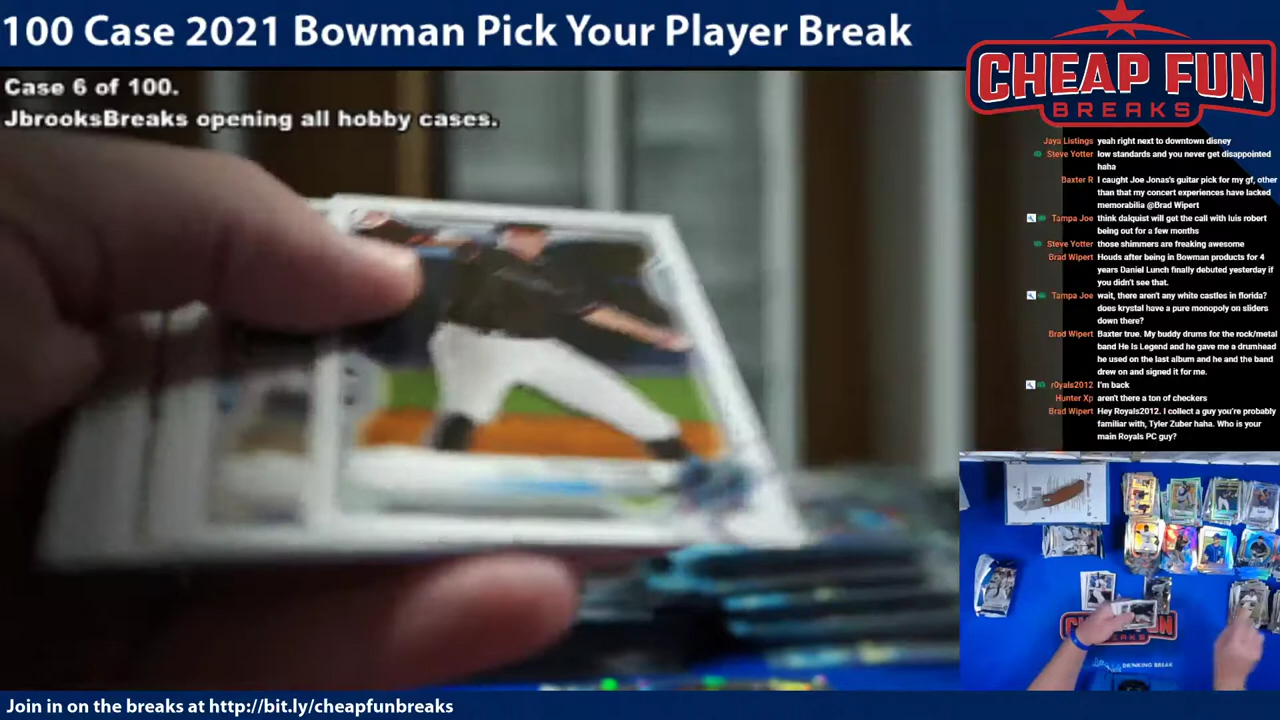 100 Case 2021 Bowman Pick Your Player Break
Case 6 of 100.
JbrooksBreaks opening all hobby cases.
CHEAP FUN
BREAKS
Jaya Listings yeah right next to downtown disney
Steve Yotter low standards and you never get disappointed
haha
Baxter R I caught Joe Jonas's guitar pick for my gf, other
than that my concert experiences have lacked
memorabilia @Brad Wipert
Tampa Joe think dalquist will get the call with luis robert
being out for a few months
Steve Yotter those shimmers are freaking awesome
Brad Wipert Houds after being in Bowman products for 4
years Daniel Lunch finally debuted yesterday if
you didn't see that.
Tampa Joe wait, there aren't any white castles in florida?
does krystal have a pure monopoly on sliders
down there?
Brad Wipert Baxter true. My buddy drums for the rock/metal
band He Is Legend and he gave me a drumhead
he used on the last album and he and the band
drew on and signed it for me.
r0yals2012 I'm back
Hunter Xp aren't there a ton of checkers
Brad Wipert Hey Royals2012. I collect a guy you're probably
familiar with, Tyler Zuber haha. Who is your
main Royals PC guy?
BREAKS
DRINKING BREAK
Join in on the breaks at http://bit.ly/cheapfunbreaks